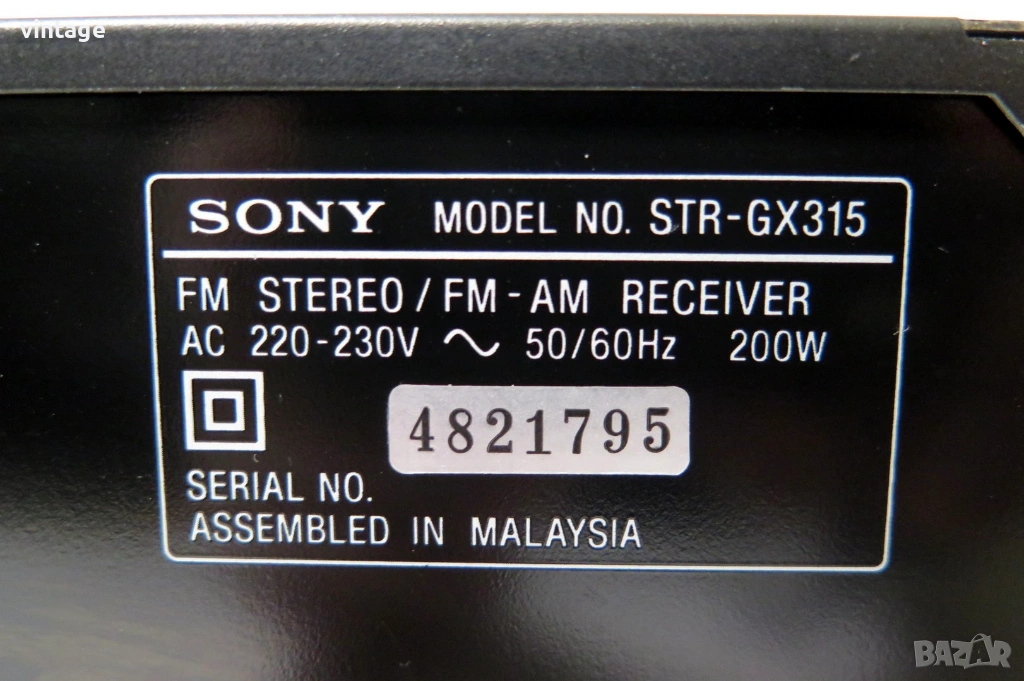 vintage
SONY MODEL NO. STR-GX315
FM STEREO / FM-AM RECEIVER
AC 220-230V ~ 50/60Hz 200W
4821795
SERIAL NO.
ASSEMBLED IN MALAYSIA
BAZAR